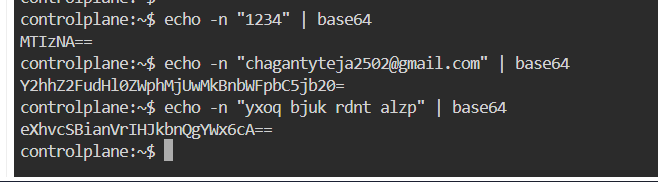 controlplane:~$ echo -n "1234" | base64
MTIzNA==
controlplane:~$ echo -n "chagantyteja2502@gmail.com" | base64
Y2hhZ2FudHl0ZWphMjUwMkBnbWFpbC5jb20=
controlplane:~$ echo -n "yxoq bjuk rdnt alzp" | base64
eXhvcSBianVrIHJkbnQgYWx6cA==
controlplane:~$